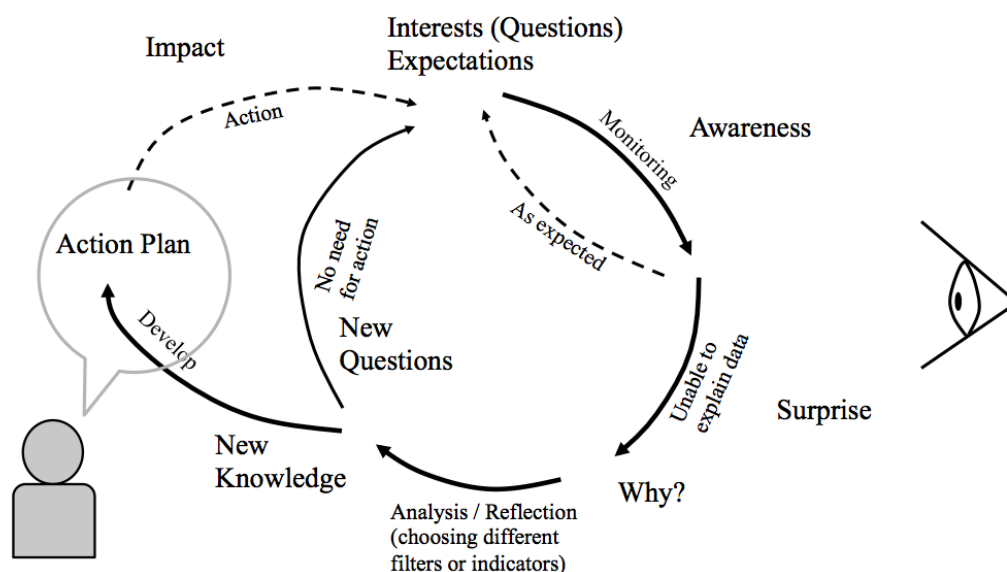 Impact
Interests (Questions)
Expectations
Action
Monitoring
Awareness
As expected
Action Plan
No need
for action
Develop
New
Questions
Unable to
explain data
Surprise
New
Knowledge
Why?
Analysis / Reflection
(choosing different
filters or indicators)